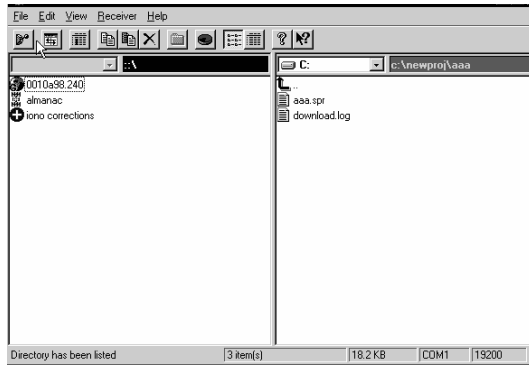 File Edit View Receiver Help
::\
C: c:\newproj\aaa
0010a98.240
almanac
iono corrections
..
aaa.spr
download.log
Directory has been listed 3 item(s) 18.2 KB COM1 19200